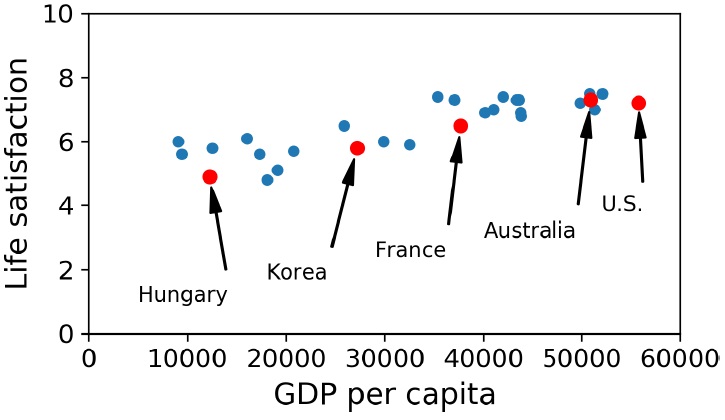 Life satisfaction
10
8
6
4
2
0
Hungary
Korea
France
Australia
U.S.
0 10000 20000 30000 40000 50000 60000
GDP per capita